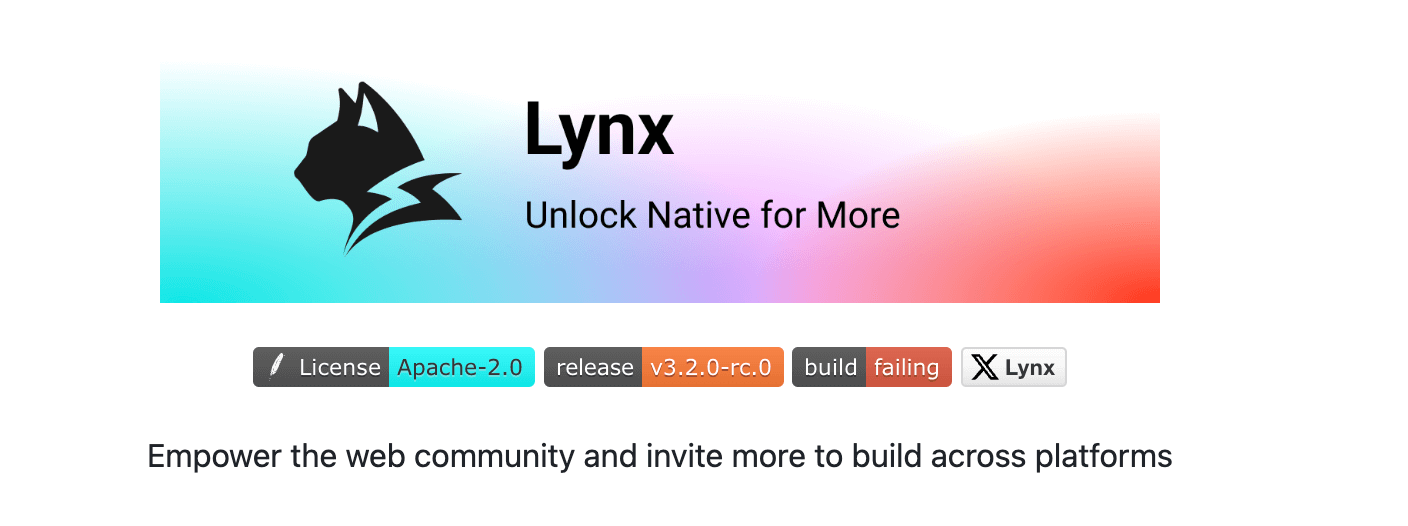 Lynx
Unlock Native for More
License Apache-2.0 release v3.2.0-rc.0 build failing X Lynx
Empower the web community and invite more to build across platforms